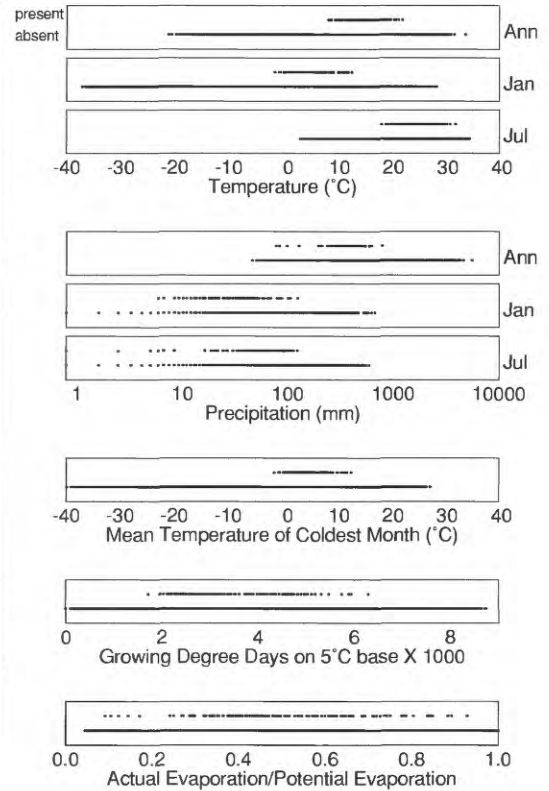 present
absent
Ann
Jan
Jul
-40 -30 -20 -10 0 10 20 30 40
Temperature (˚C)
Ann
Jan
Jul
1 10 100 1000 10000
Precipitation (mm)
-40 -30 -20 -10 0 10 20 30 40
Mean Temperature of Coldest Month (˚C)
0 2 4 6 8
Growing Degree Days on 5˚C base X 1000
0.0 0.2 0.4 0.6 0.8 1.0
Actual Evaporation/Potential Evaporation